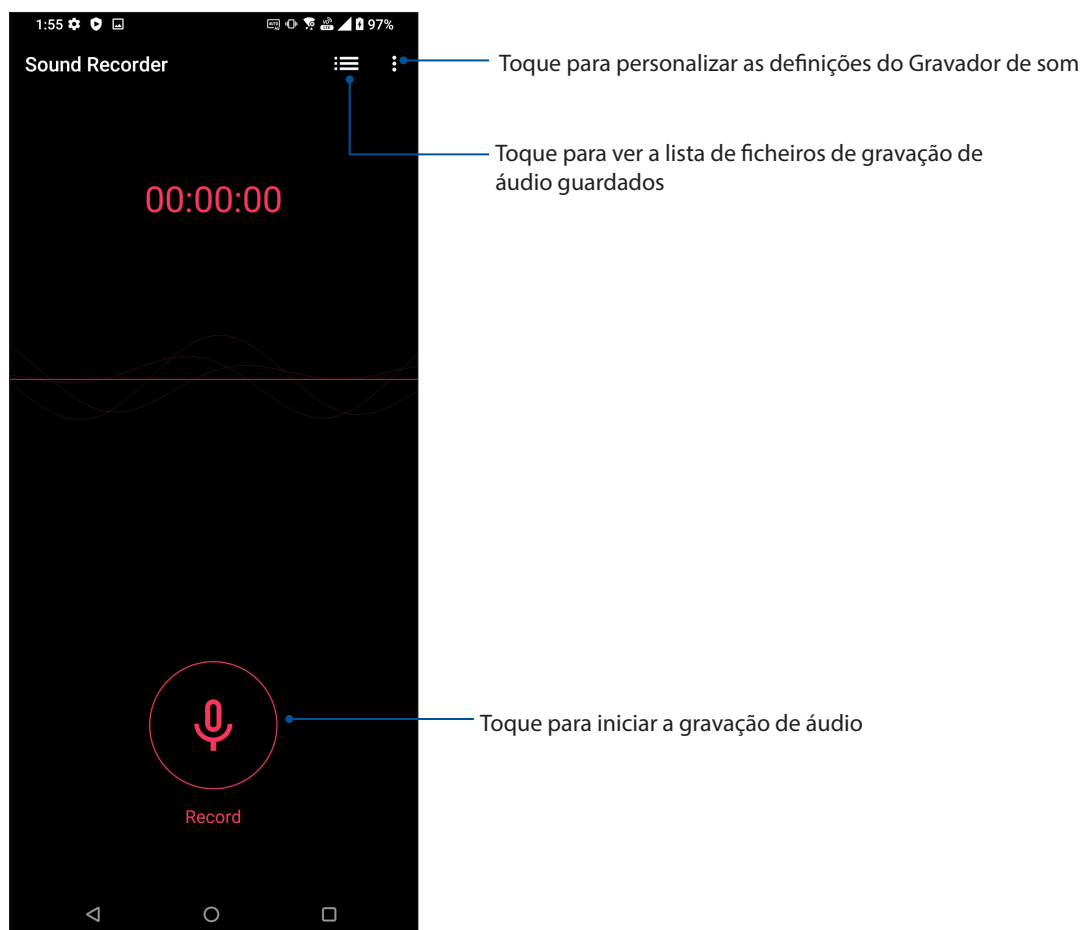 1:55 97%
Sound Recorder
Toque para personalizar as definições do Gravador de som
Toque para ver a lista de ficheiros de gravação de
áudio guardados
00:00:00
Toque para iniciar a gravação de áudio
Record